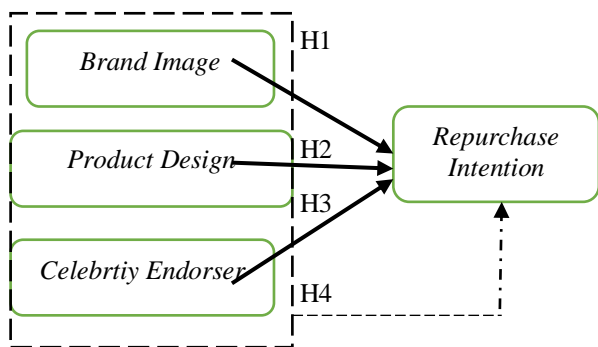 H1
Brand Image
Repurchase
Intention
H2
Product Design
H3
Celebrtiy Endorser
H4